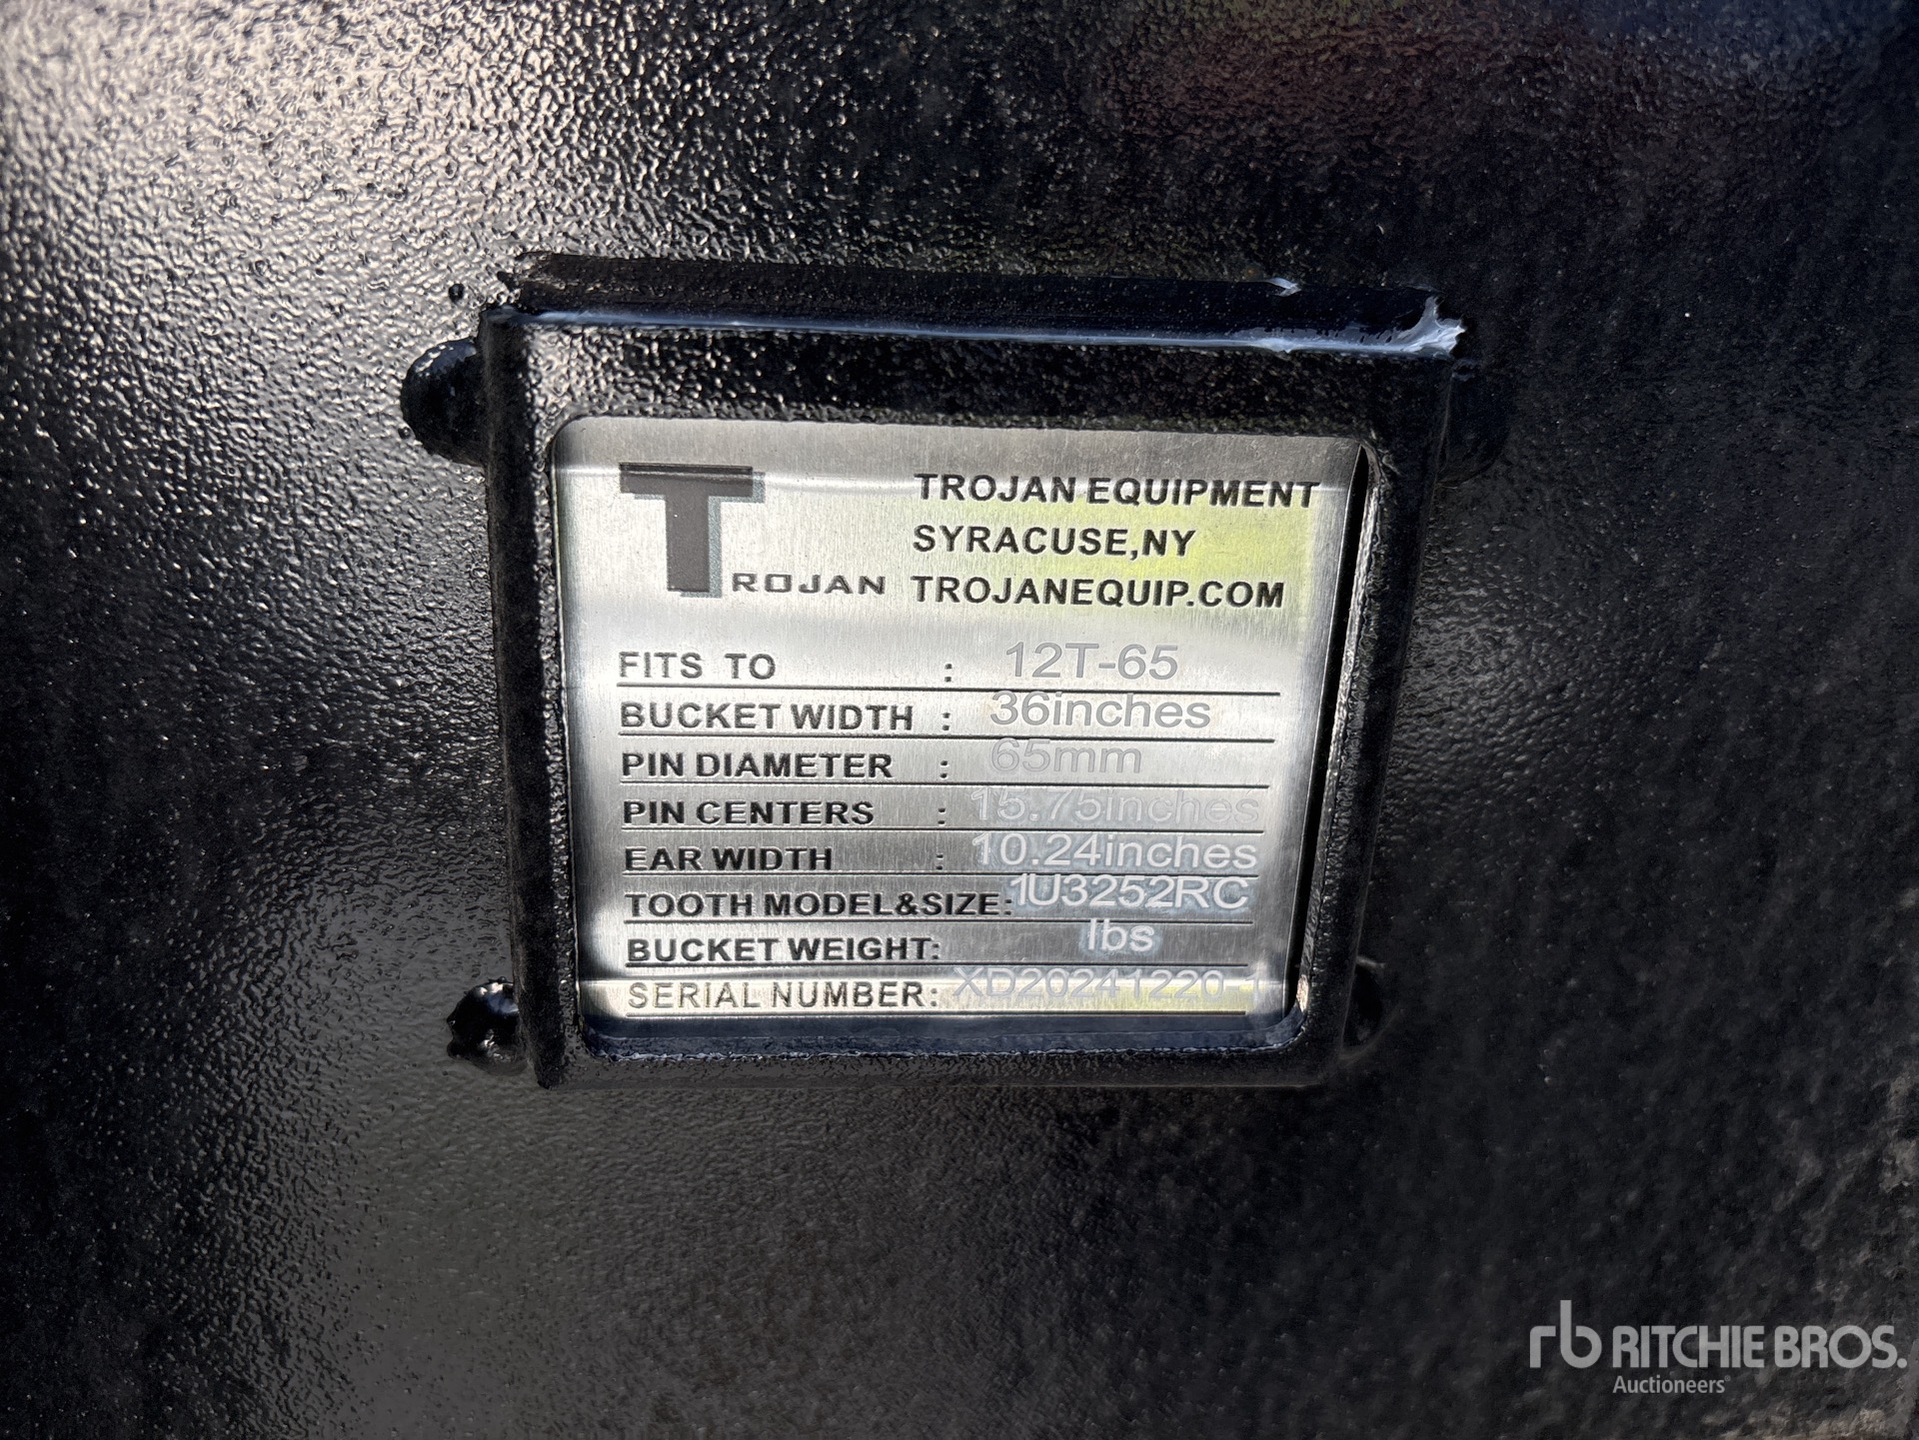 TROJAN
TROJAN EQUIPMENT
SYRACUSE,NY
TROJANEQUIP.COM
FITS TO : 12T-65
BUCKET WIDTH : 36inches
PIN DIAMETER : 65mm
PIN CENTERS : 15.75inches
EAR WIDTH : 10.24inches
TOOTH MODEL&SIZE: 1U3252RC
BUCKET WEIGHT: lbs
SERIAL NUMBER: XD20241220-1
rb RITCHIE BROS.
Auctioneers